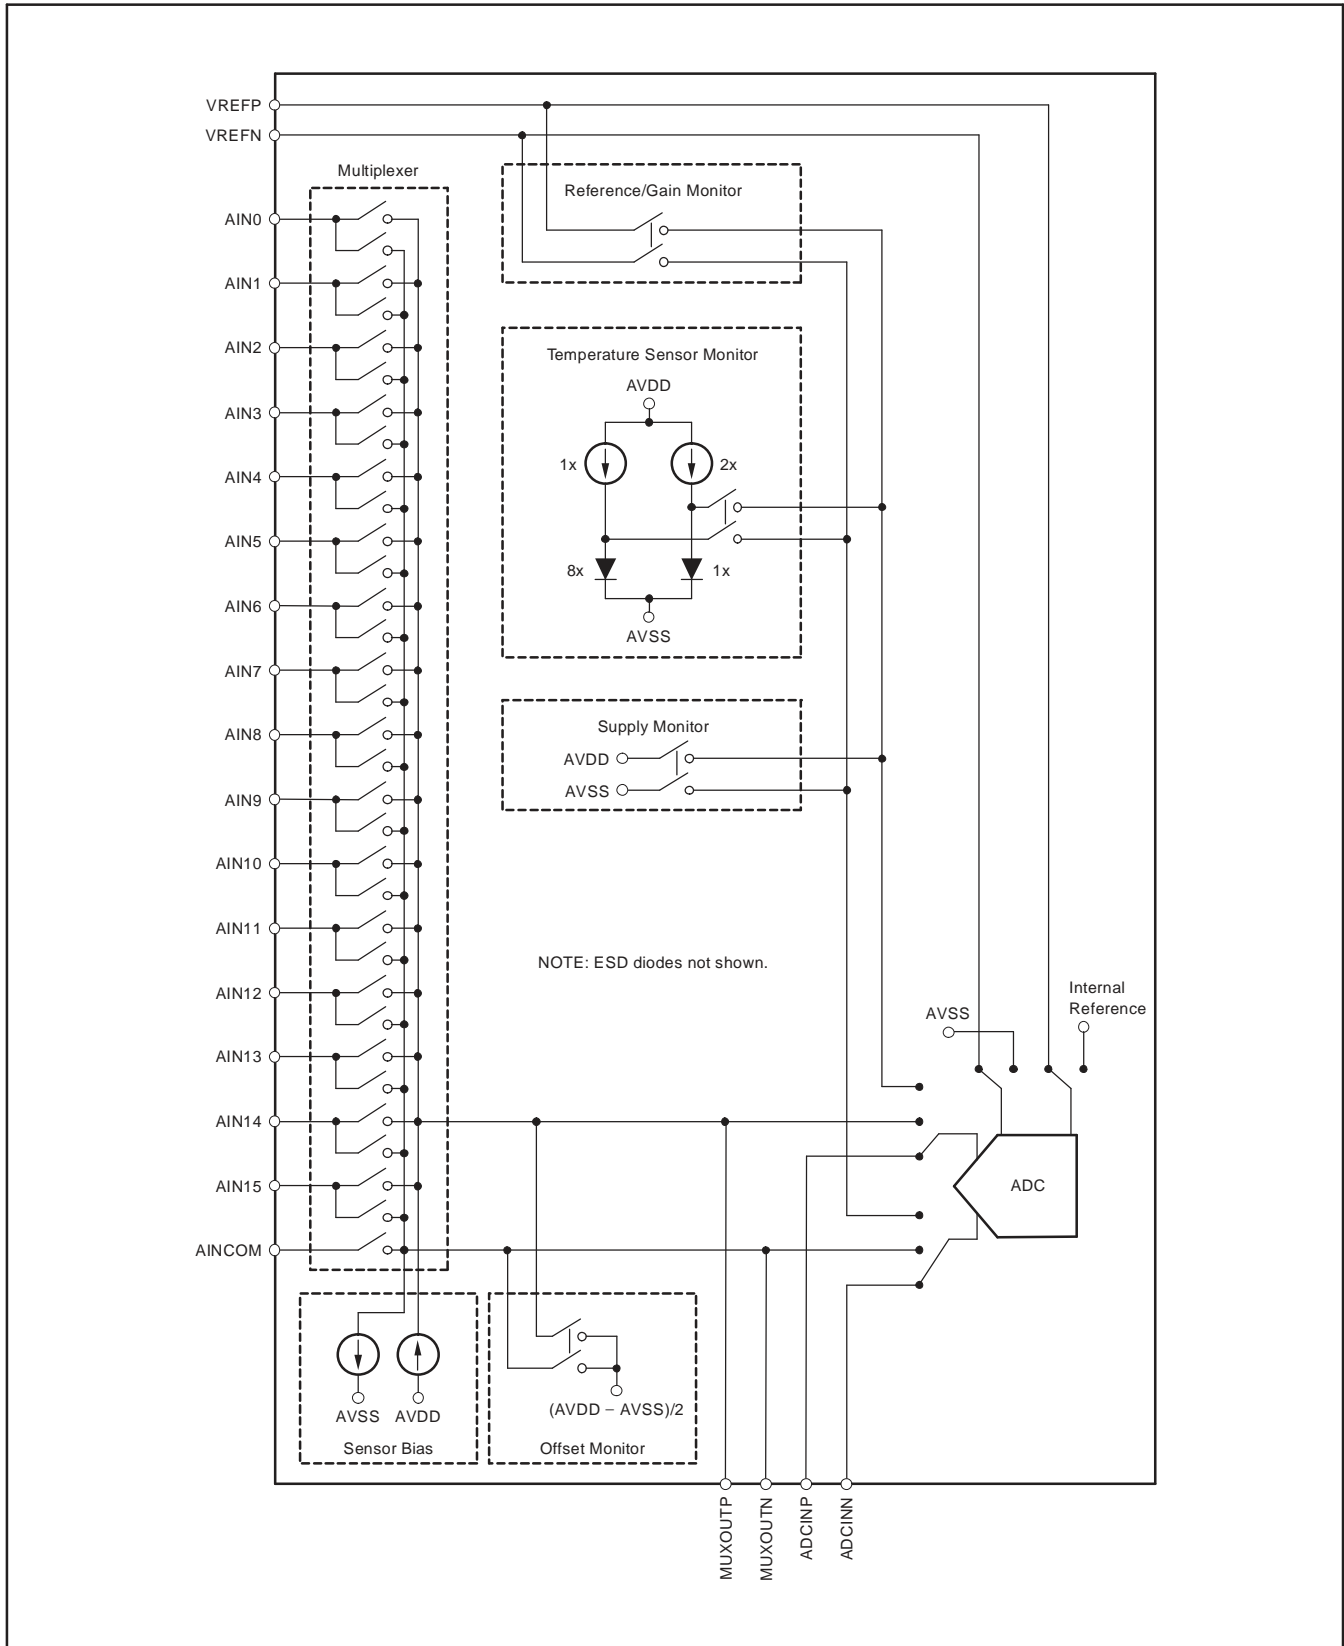 VREFP
VREFN
Multiplexer
Reference/Gain Monitor
AIN0
AIN1
AIN2
Temperature Sensor Monitor
AVDD
AIN3
1x
2x
AIN4
AIN5
8x
1x
AIN6
AVSS
AIN7
Supply Monitor
AIN8
AVDD
AVSS
AIN9
AIN10
AIN11
NOTE: ESD diodes not shown.
AIN12
Internal
Reference
AVSS
AIN13
AIN14
AIN15
ADC
AINCOM
AVSS
AVDD
(AVDD – AVSS)/2
Sensor Bias
Offset Monitor
MUXOUTP
MUXOUTN
ADCINP
ADCINN